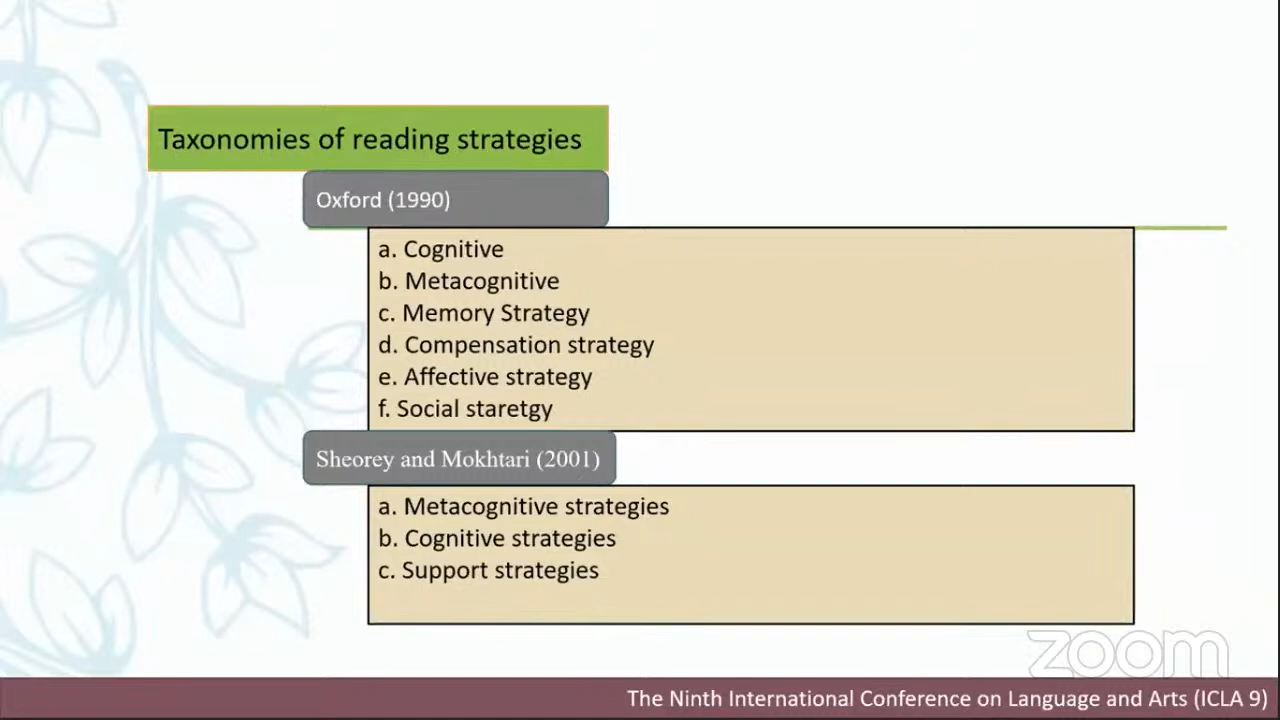 Taxonomies of reading strategies
Oxford (1990)
a. Cognitive
b. Metacognitive
c. Memory Strategy
d. Compensation strategy
e. Affective strategy
f. Social staretgy
Sheorey and Mokhtari (2001)
a. Metacognitive strategies
b. Cognitive strategies
c. Support strategies
zoom
The Ninth International Conference on Language and Arts (ICLA 9)